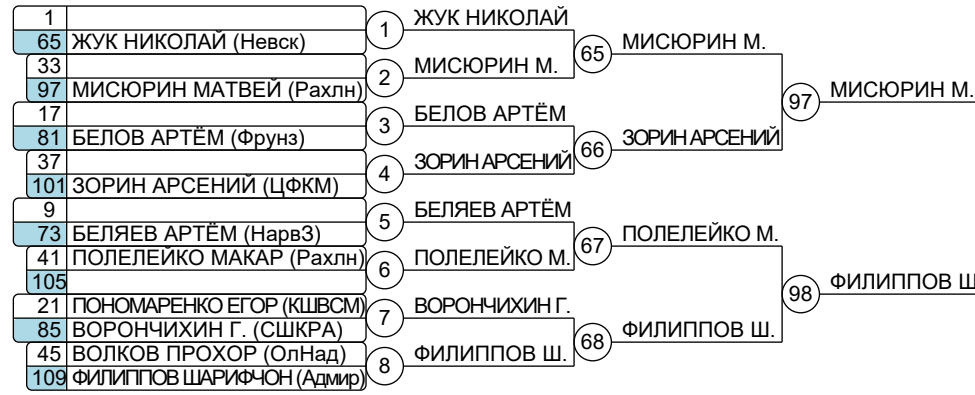 1
65 ЖУК НИКОЛАЙ (Невск)
33
97 МИСЮРИН МАТВЕЙ (Рахлн)
17
81 БЕЛОВ АРТЁМ (Фрунз)
37
101 ЗОРИН АРСЕНИЙ (ЦФКМ)
9
73 БЕЛЯЕВ АРТЁМ (НарвЗ)
41 ПОЛЕЛЕЙКО МАКАР (Рахлн)
105
21 ПОНОМАРЕНКО ЕГОР (КШВСМ)
85 ВОРОНЧИХИН Г. (СШКРА)
45 ВОЛКОВ ПРОХОР (ОлНад)
109 ФИЛИППОВ ШАРИФЧОН (Адмир)
1 ЖУК НИКОЛАЙ
2 МИСЮРИН М.
3 БЕЛОВ АРТЁМ
4 ЗОРИН АРСЕНИЙ
5 БЕЛЯЕВ АРТЁМ
6 ПОЛЕЛЕЙКО М.
7 ВОРОНЧИХИН Г.
8 ФИЛИППОВ Ш.
65 МИСЮРИН М.
66 ЗОРИН АРСЕНИЙ
67 ПОЛЕЛЕЙКО М.
68 ФИЛИППОВ Ш.
97 МИСЮРИН М.
98 ФИЛИППОВ Ш